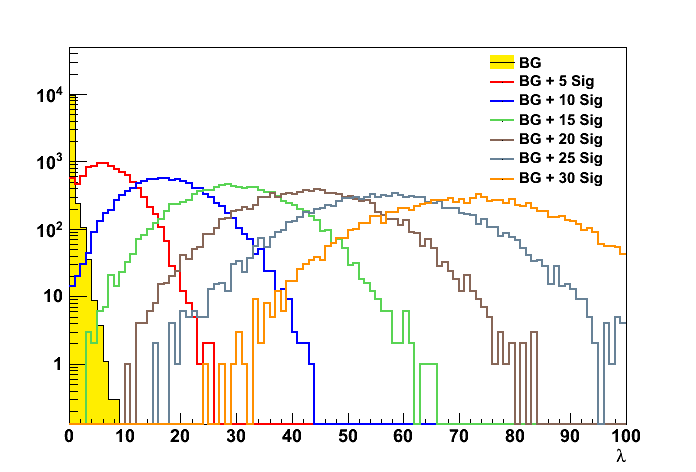 BG
BG + 5 Sig
BG + 10 Sig
BG + 15 Sig
BG + 20 Sig
BG + 25 Sig
BG + 30 Sig
10⁴
10³
10²
10
1
0 10 20 30 40 50 60 70 80 90 100
λ